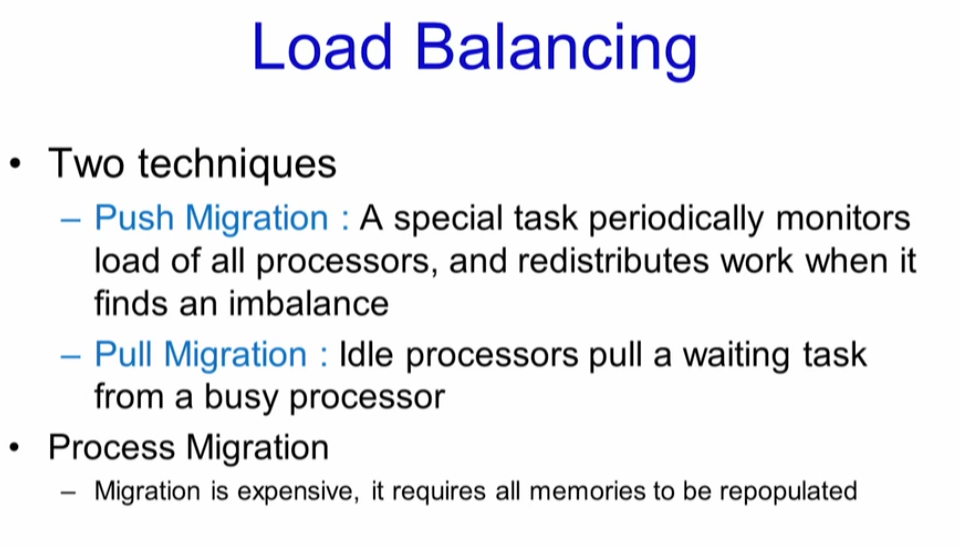 Load Balancing
• Two techniques
– Push Migration : A special task periodically monitors
load of all processors, and redistributes work when it
finds an imbalance
– Pull Migration : Idle processors pull a waiting task
from a busy processor
• Process Migration
– Migration is expensive, it requires all memories to be repopulated